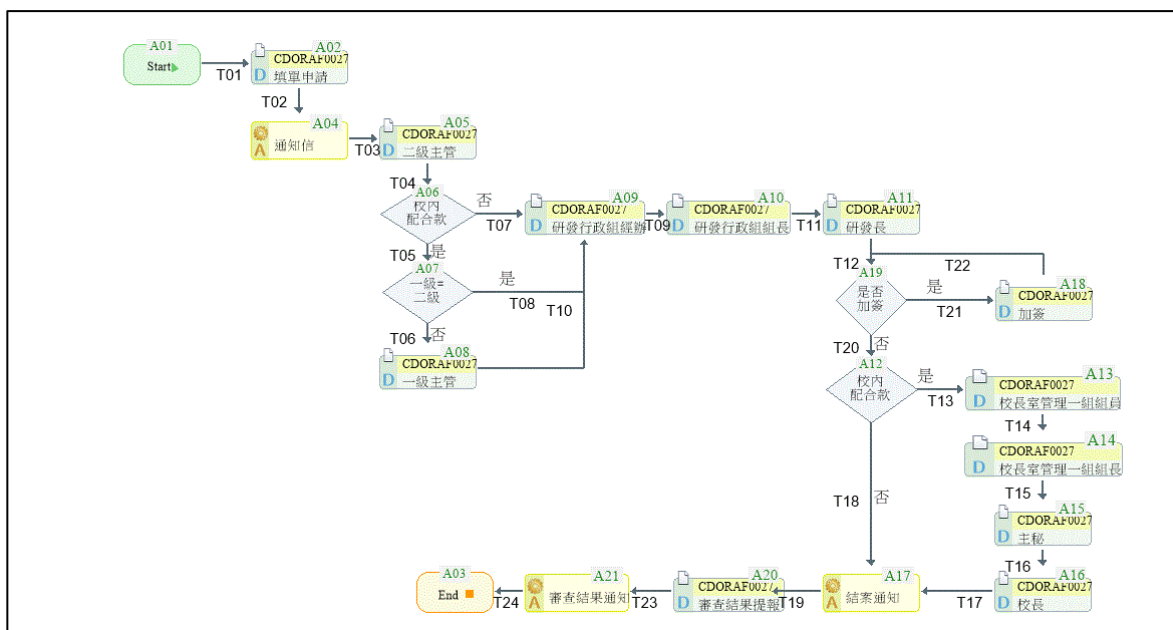 A01
Start
T01
A02
CDORAF0027
D 填單申請
T02
A04
A 通知信
T03
A05
CDORAF0027
D 二級主管
T04
A06
校內
配合款
否
T07
A09
CDORAF0027
D 研發行政組經辦
T09
A10
CDORAF0027
D 研發行政組組長
T11
A11
CDORAF0027
D 研發長
T05
是
A07
一級=
二級
是
T08
T10
T06
否
A08
CDORAF0027
D 一級主管
T12
T22
A19
是否
加簽
是
T21
A18
CDORAF0027
D 加簽
T20
否
A12
校內
配合款
是
T13
A13
CDORAF0027
D 校長室管理一組組員
T14
A14
CDORAF0027
D 校長室管理一組組長
T15
T18
否
A15
CDORAF0027
D 主秘
T16
A16
CDORAF0027
D 校長
T17
A17
A 結案通知
T19
A20
CDORAF0027
D 審查結果提報
T23
A21
A 審查結果通知
T24
A03
End